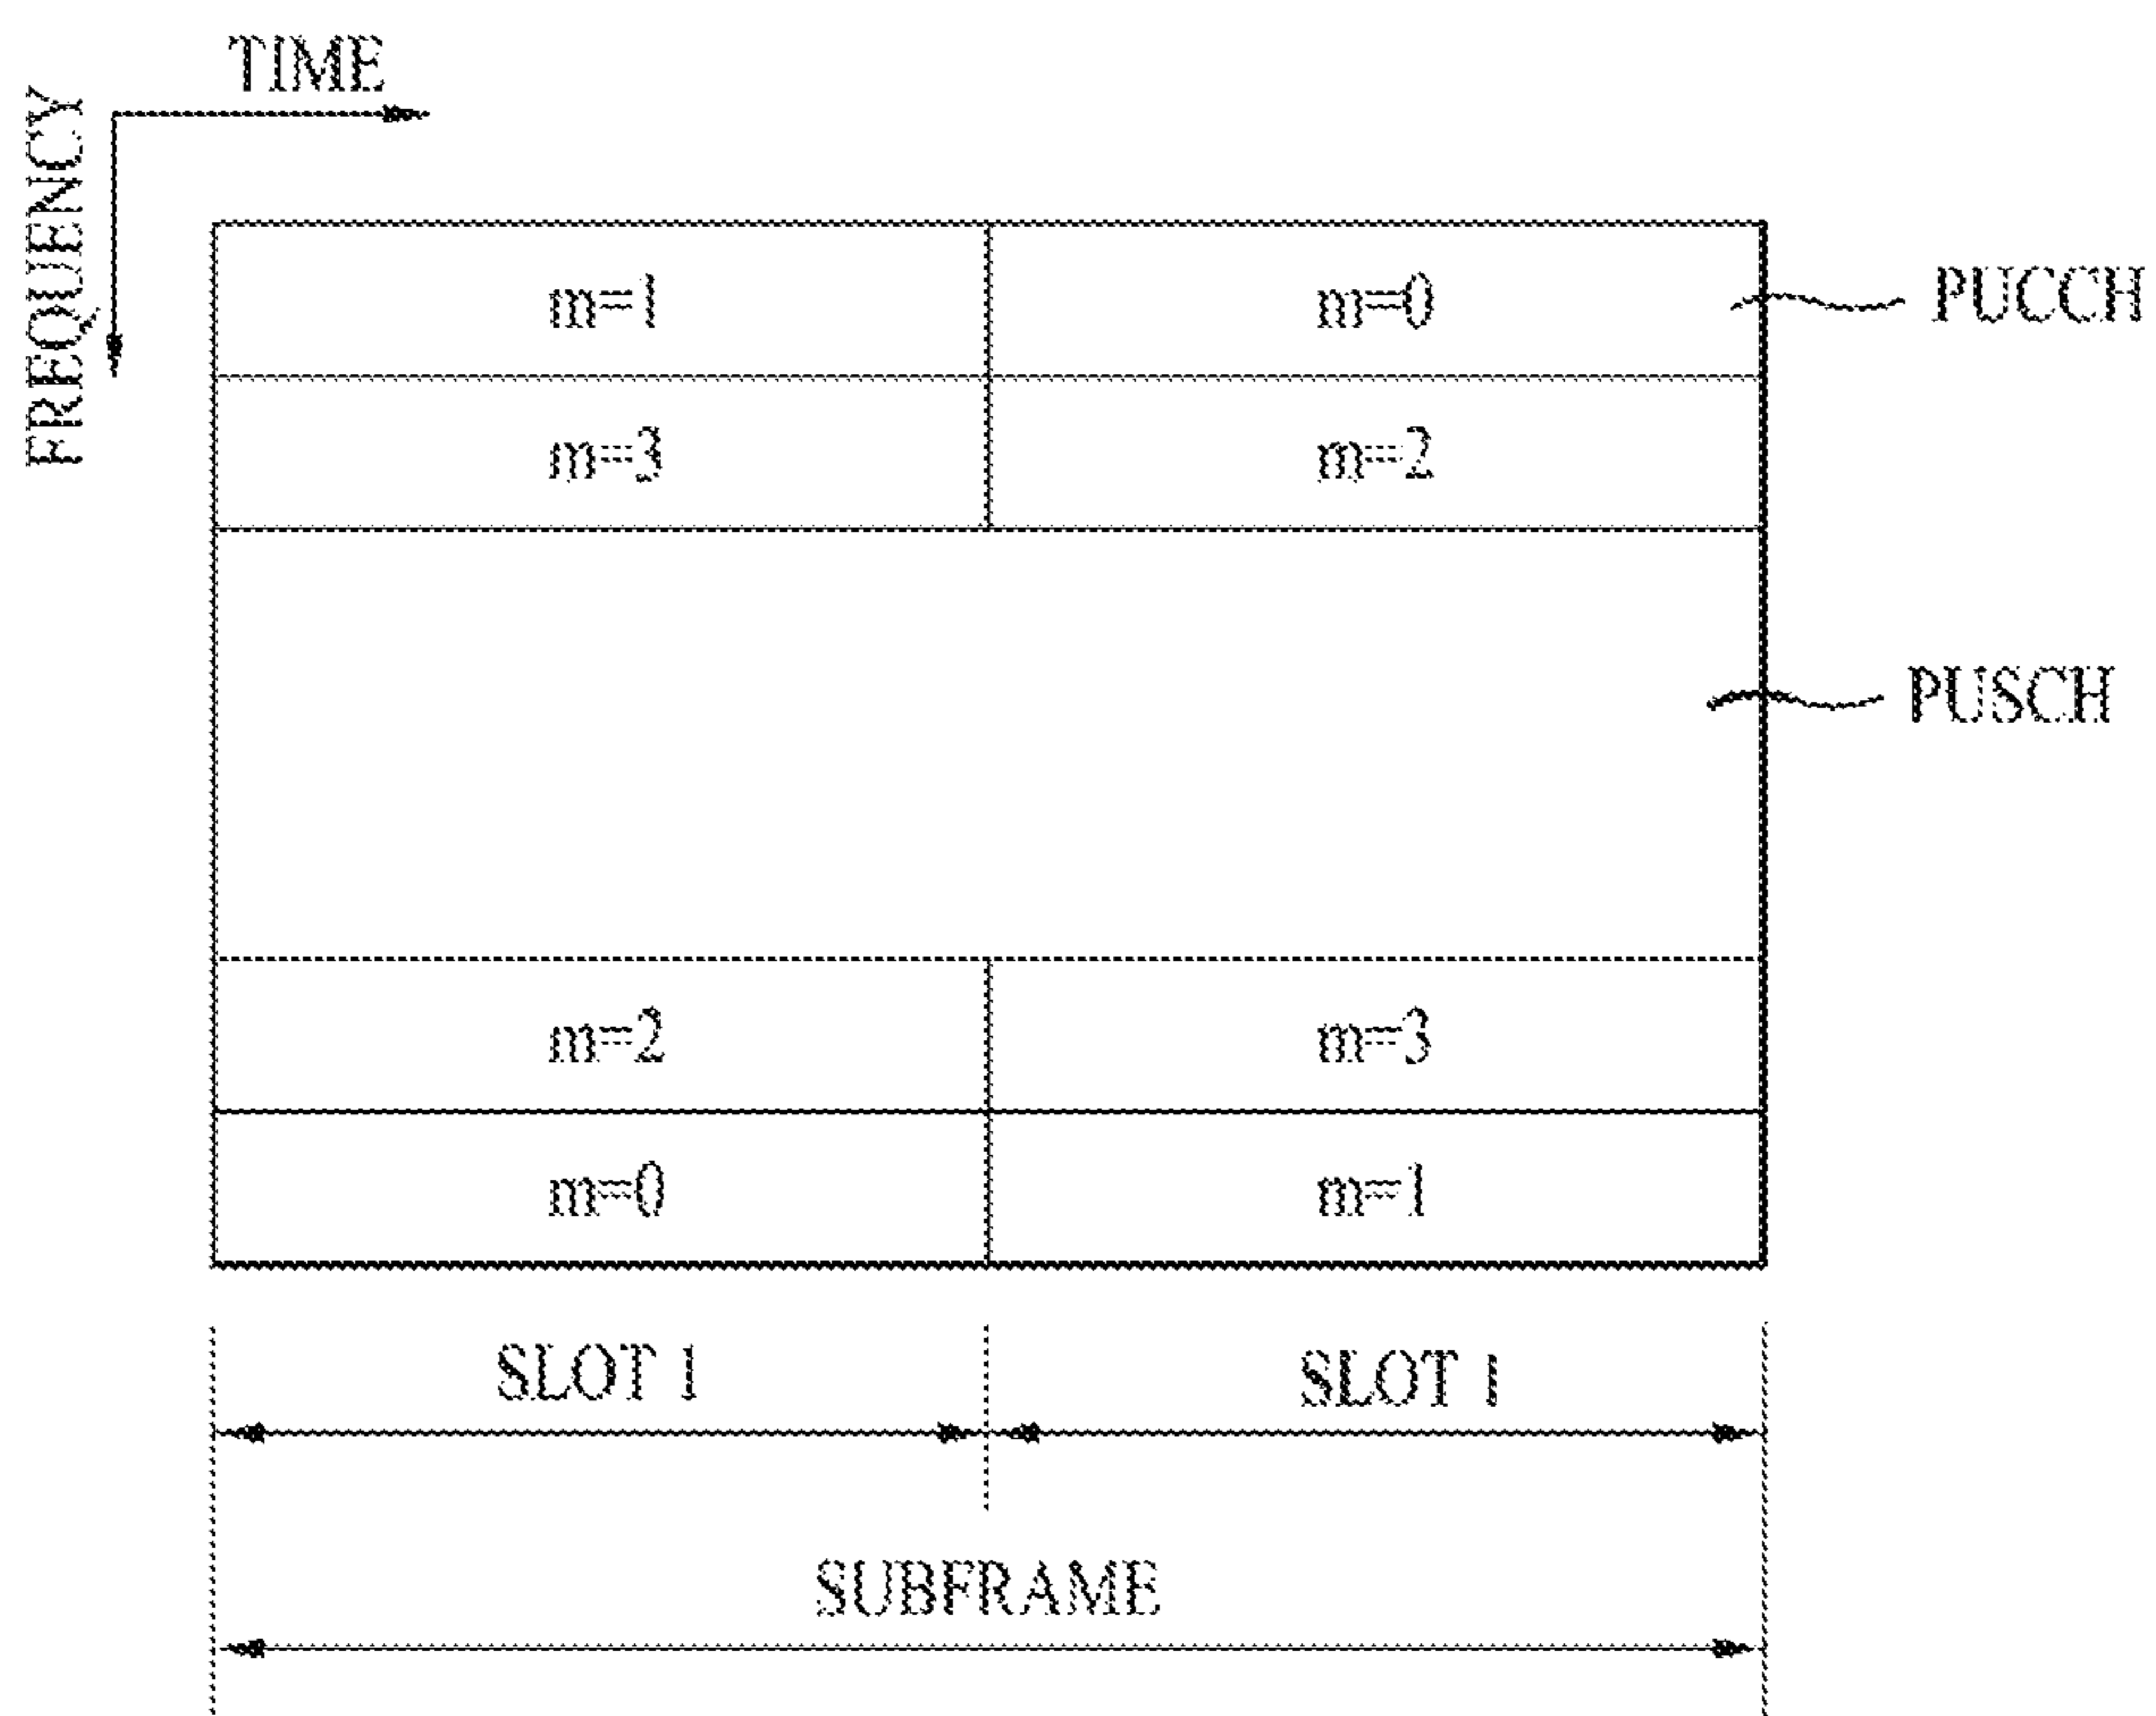 TIME
FREQUENCY
m=1 m=0 PUCCH
m=3 m=2
PUSCH
m=2 m=3
m=0 m=1
SLOT 1 SLOT 1
SUBFRAME